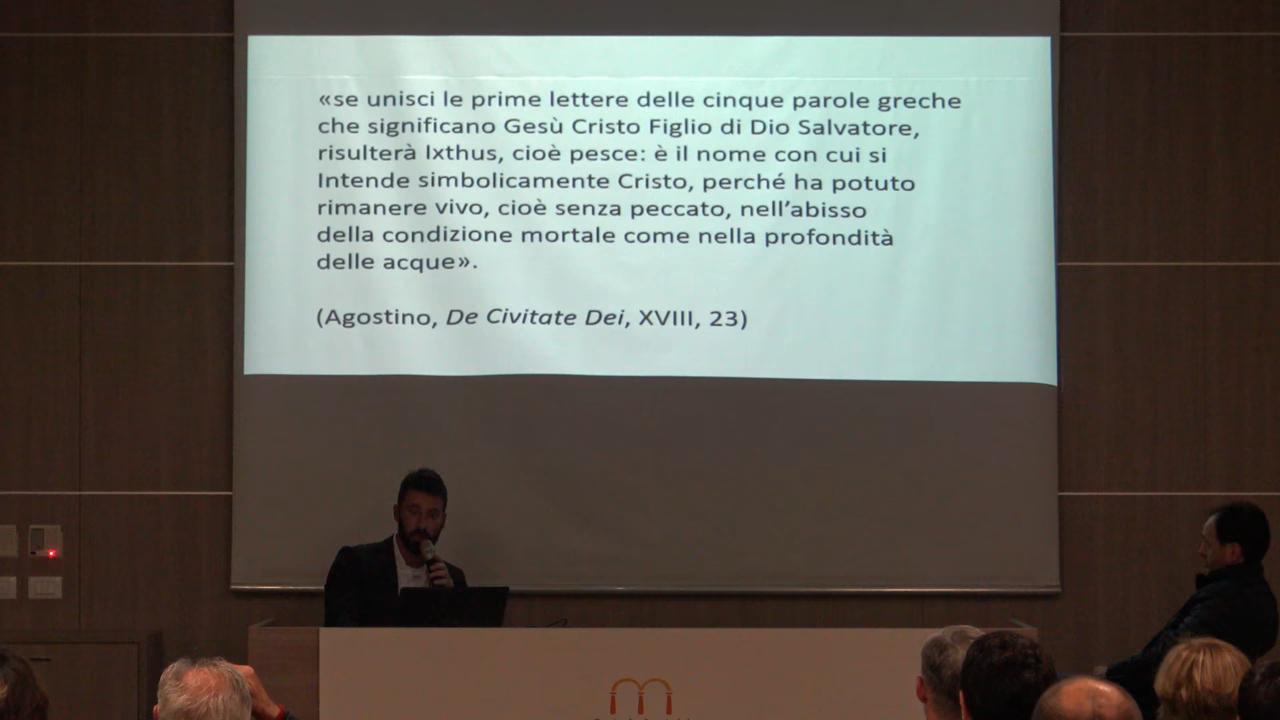 «se unisci le prime lettere delle cinque parole greche
che significano Gesù Cristo Figlio di Dio Salvatore,
risulterà Ixthus, cioè pesce: è il nome con cui si
Intende simbolicamente Cristo, perché ha potuto
rimanere vivo, cioè senza peccato, nell’abisso
della condizione mortale come nella profondità
delle acque».
(Agostino, De Civitate Dei, XVIII, 23)